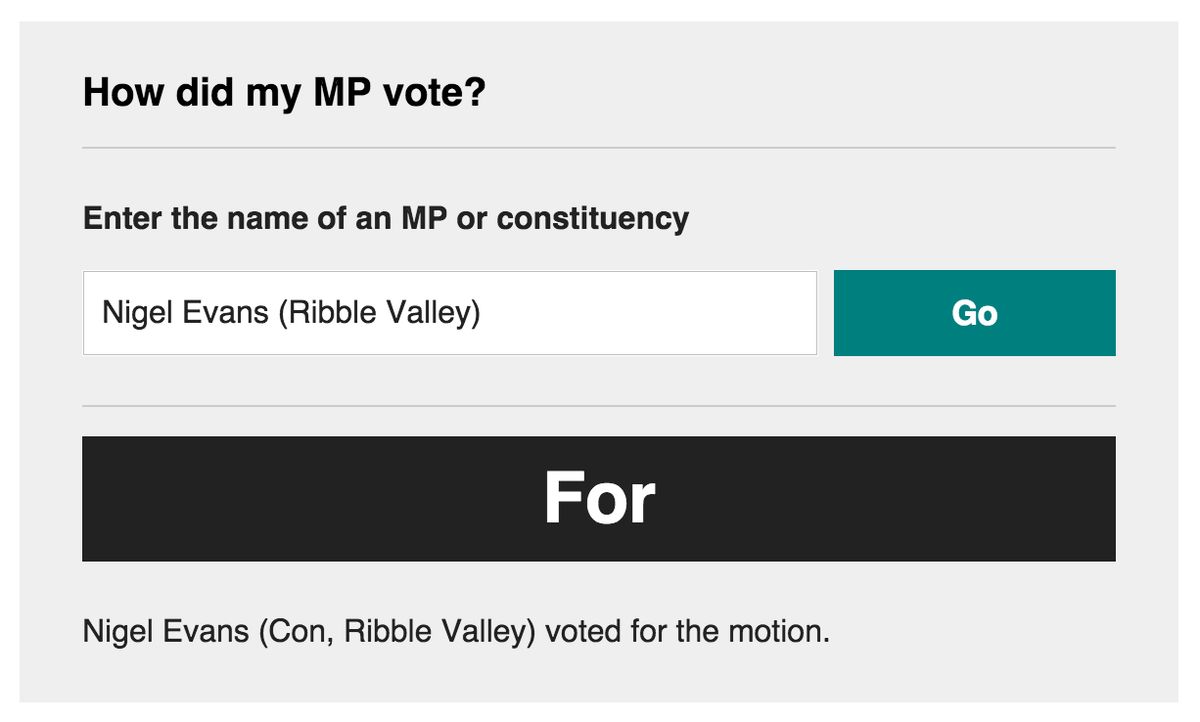 How did my MP vote?
Enter the name of an MP or constituency
Nigel Evans (Ribble Valley)
Go
For
Nigel Evans (Con, Ribble Valley) voted for the motion.